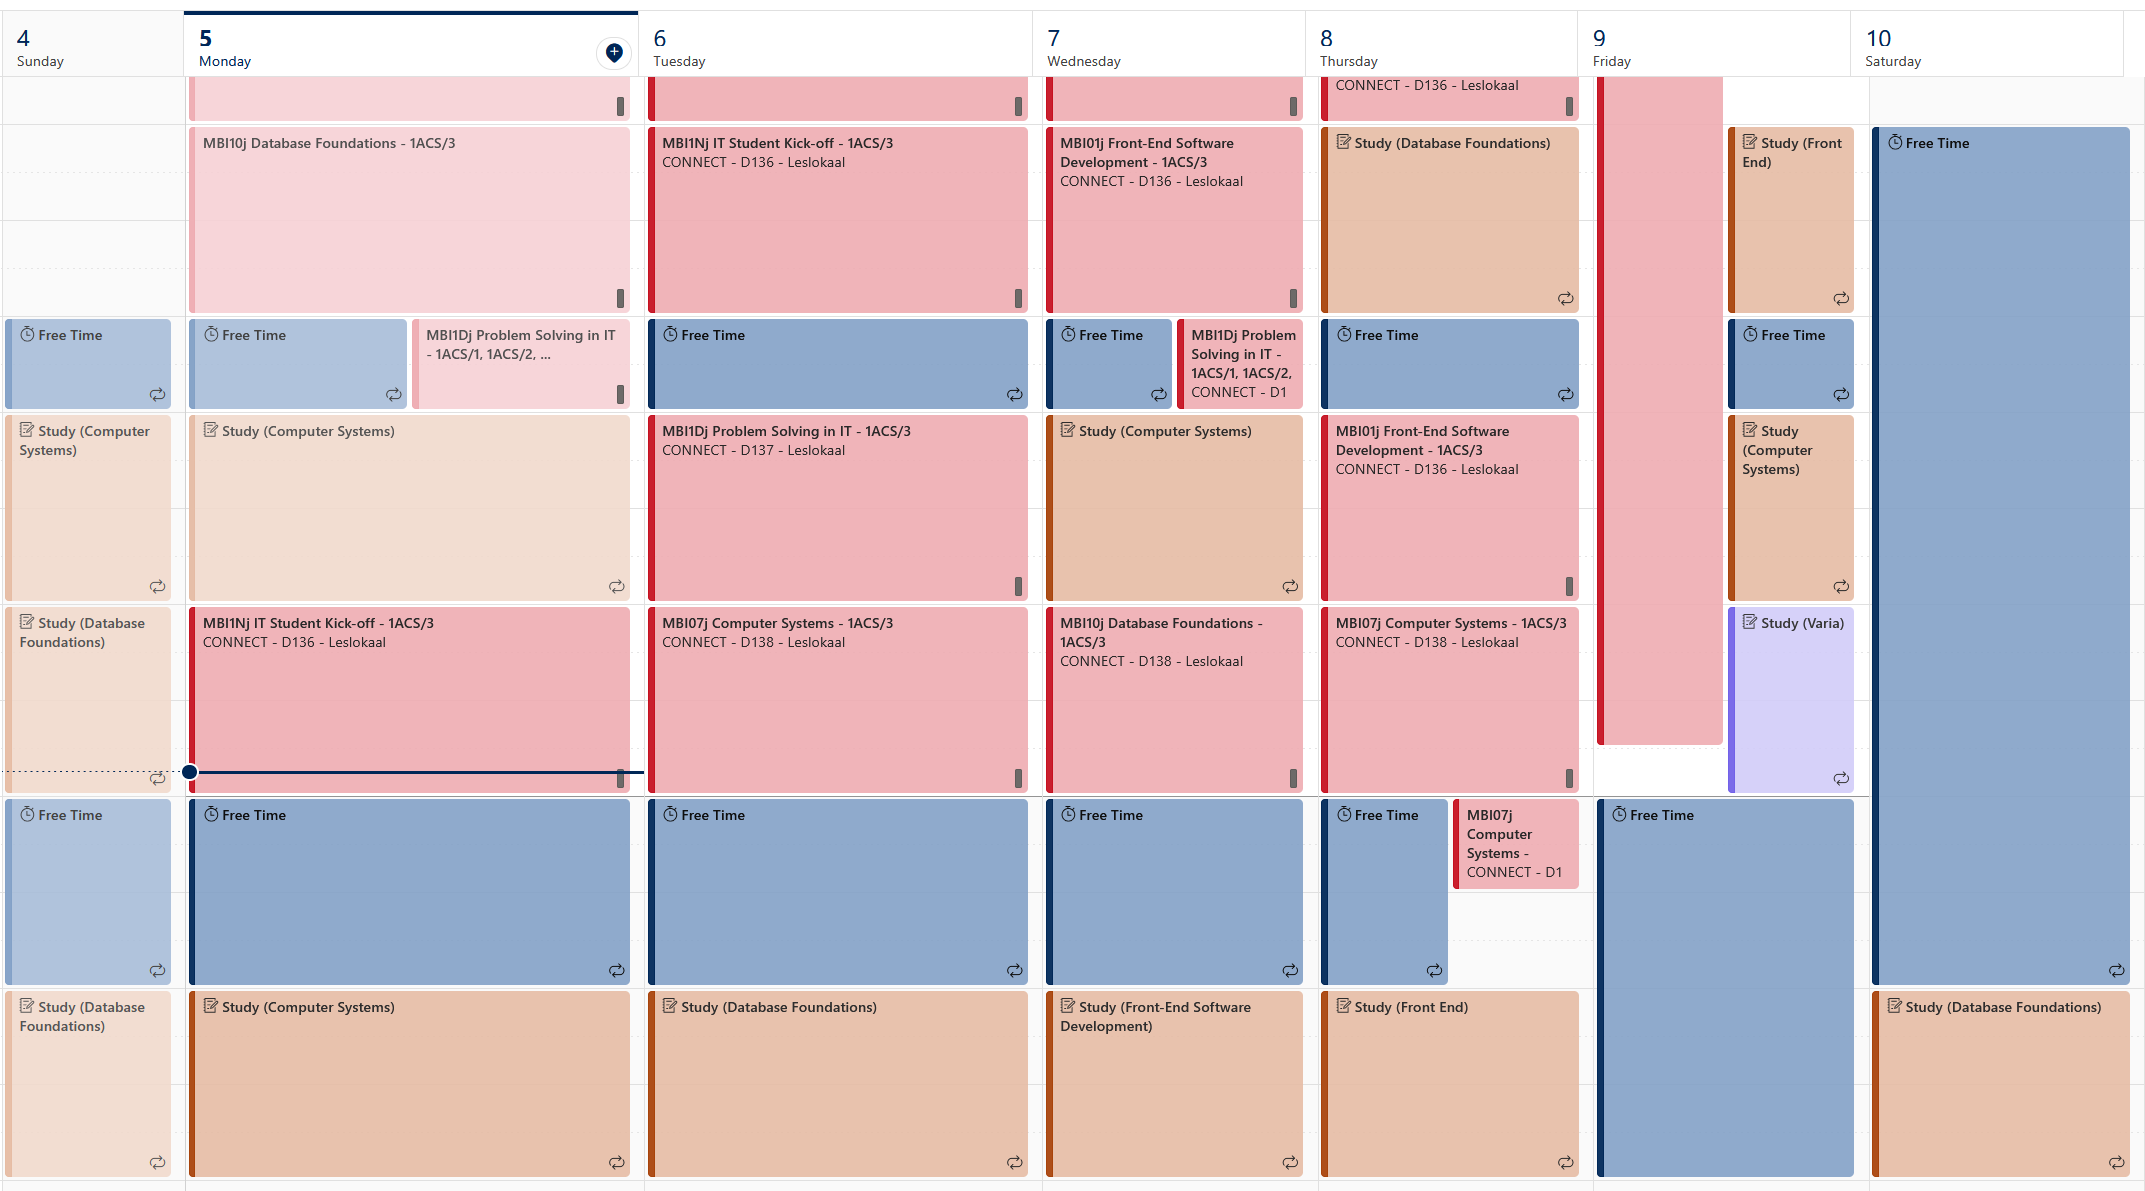 4
Sunday
5
Monday
6
Tuesday
7
Wednesday
8
Thursday
9
Friday
10
Saturday
Free Time
Study (Computer
Systems)
Study (Database
Foundations)
Free Time
Study (Database
Foundations)
MBI10j Database Foundations - 1ACS/3
Free Time
MBI1Dj Problem Solving in IT
- 1ACS/1, 1ACS/2, ...
Study (Computer Systems)
MBI1Nj IT Student Kick-off - 1ACS/3
CONNECT - D136 - Leslokaal
Free Time
Study (Computer Systems)
MBI1Nj IT Student Kick-off - 1ACS/3
CONNECT - D136 - Leslokaal
Free Time
MBI1Dj Problem Solving in IT - 1ACS/3
CONNECT - D137 - Leslokaal
MBI07j Computer Systems - 1ACS/3
CONNECT - D138 - Leslokaal
Free Time
Study (Database Foundations)
MBI01j Front-End Software
Development - 1ACS/3
CONNECT - D136 - Leslokaal
Free Time
MBI1Dj Problem
Solving in IT -
1ACS/1, 1ACS/2,
CONNECT - D1
Study (Computer Systems)
MBI10j Database Foundations -
1ACS/3
CONNECT - D138 - Leslokaal
Free Time
Study (Front-End Software
Development)
CONNECT - D136 - Leslokaal
Study (Database Foundations)
Free Time
MBI01j Front-End Software
Development - 1ACS/3
CONNECT - D136 - Leslokaal
MBI07j Computer Systems - 1ACS/3
CONNECT - D138 - Leslokaal
Free Time
MBI07j
Computer
Systems -
CONNECT - D1
Study (Front End)
Study (Front
End)
Free Time
Study
(Computer
Systems)
Study (Varia)
Free Time
Free Time
Study (Database Foundations)